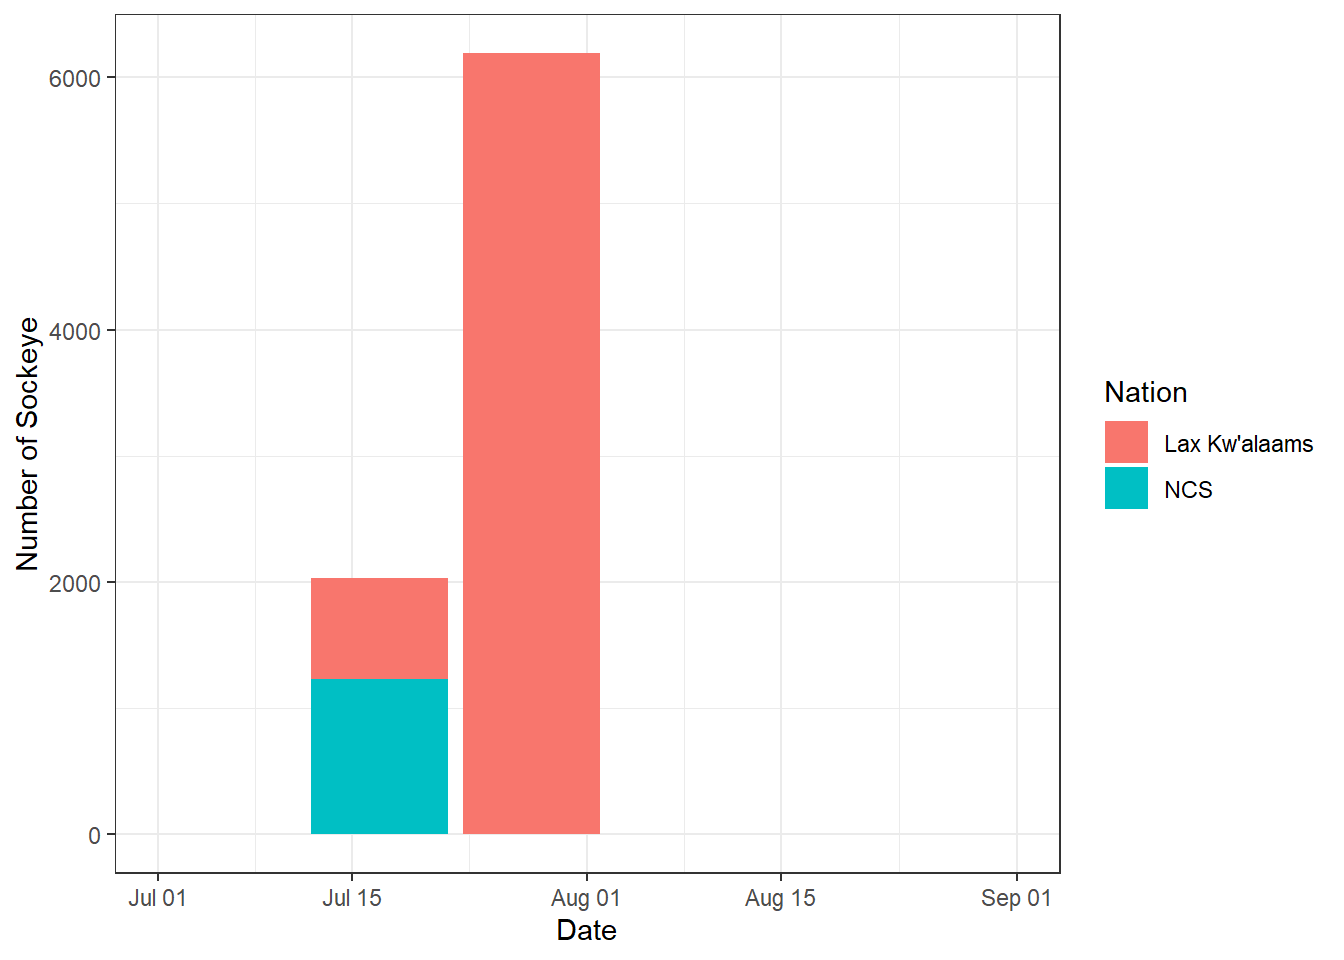 6000
4000
2000
0
Number of Sockeye
Jul 01
Jul 15
Aug 01
Aug 15
Sep 01
Date
Nation
Lax Kw'alaams
NCS